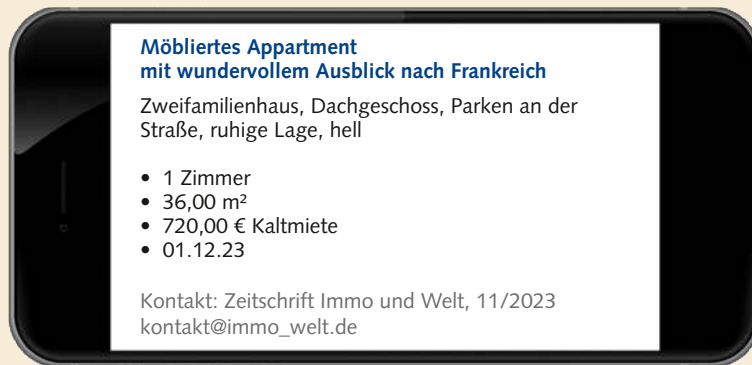 Möbliertes Appartment
mit wundervollem Ausblick nach Frankreich
Zweifamilienhaus, Dachgeschoss, Parken an der
Straße, ruhige Lage, hell
• 1 Zimmer
• 36,00 m²
• 720,00 € Kaltmiete
• 01.12.23
Kontakt: Zeitschrift Immo und Welt, 11/2023
kontakt@immo_welt.de